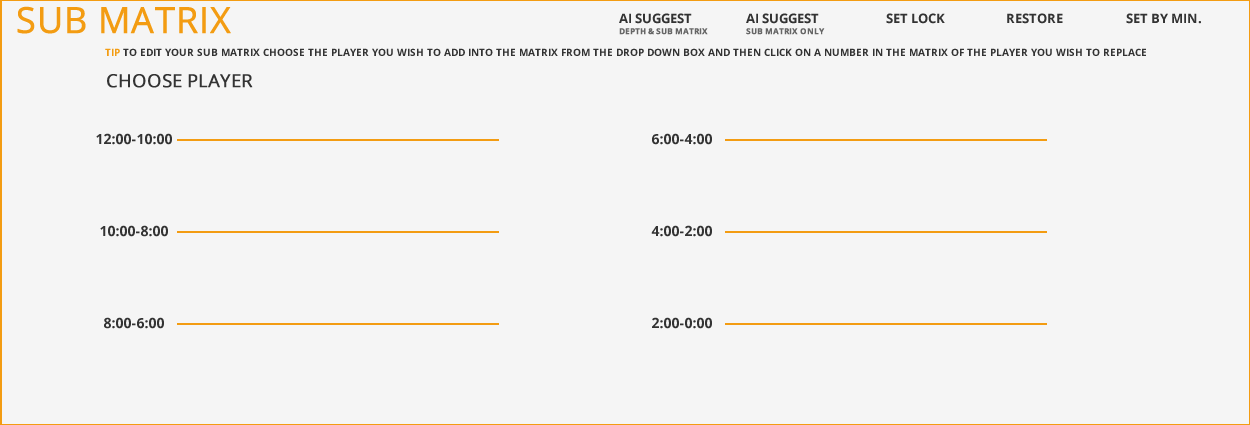 SUB MATRIX
AI SUGGEST
DEPTH & SUB MATRIX
AI SUGGEST
SUB MATRIX ONLY
SET LOCK
RESTORE
SET BY MIN.
TIP TO EDIT YOUR SUB MATRIX CHOOSE THE PLAYER YOU WISH TO ADD INTO THE MATRIX FROM THE DROP DOWN BOX AND THEN CLICK ON A NUMBER IN THE MATRIX OF THE PLAYER YOU WISH TO REPLACE
CHOOSE PLAYER
12:00-10:00
10:00-8:00
8:00-6:00
6:00-4:00
4:00-2:00
2:00-0:00